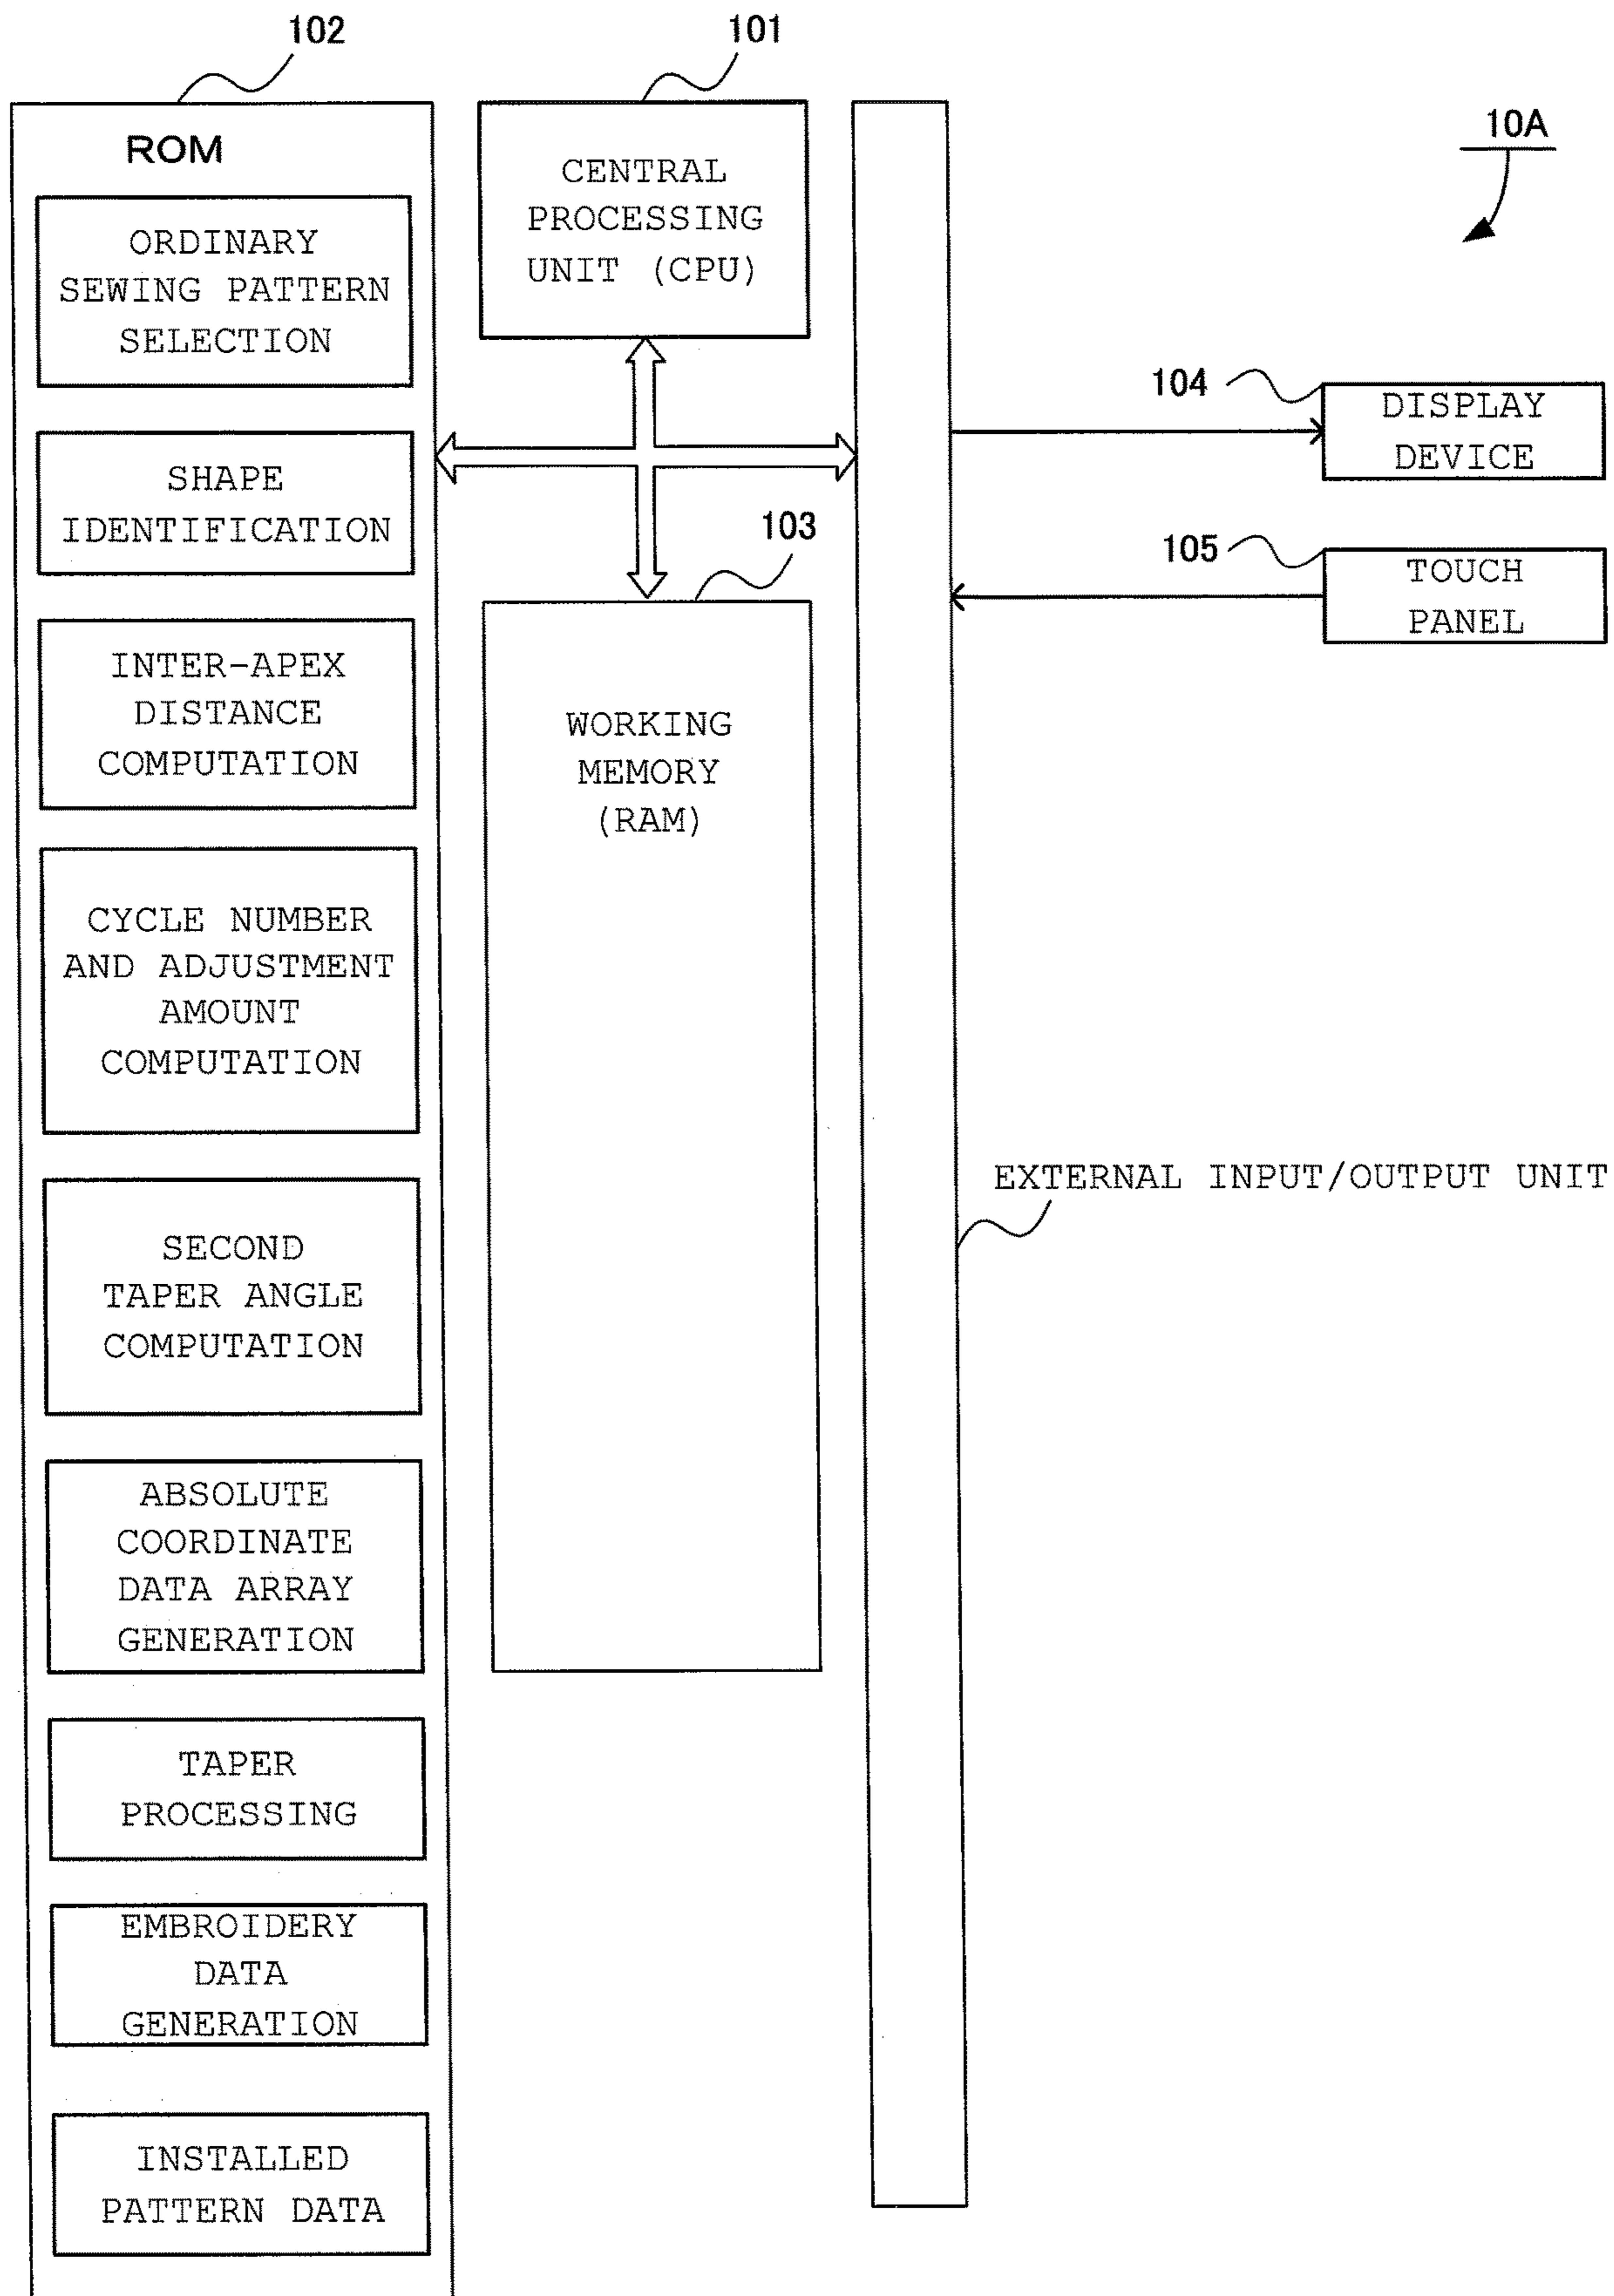 102
101
10A
ROM
ORDINARY
SEWING PATTERN
SELECTION
SHAPE
IDENTIFICATION
INTER-APEX
DISTANCE
COMPUTATION
CYCLE NUMBER
AND ADJUSTMENT
AMOUNT
COMPUTATION
SECOND
TAPER ANGLE
COMPUTATION
ABSOLUTE
COORDINATE
DATA ARRAY
GENERATION
TAPER
PROCESSING
EMBROIDERY
DATA
GENERATION
INSTALLED
PATTERN DATA
CENTRAL
PROCESSING
UNIT (CPU)
103
WORKING
MEMORY
(RAM)
104
DISPLAY
DEVICE
105
TOUCH
PANEL
EXTERNAL INPUT/OUTPUT UNIT